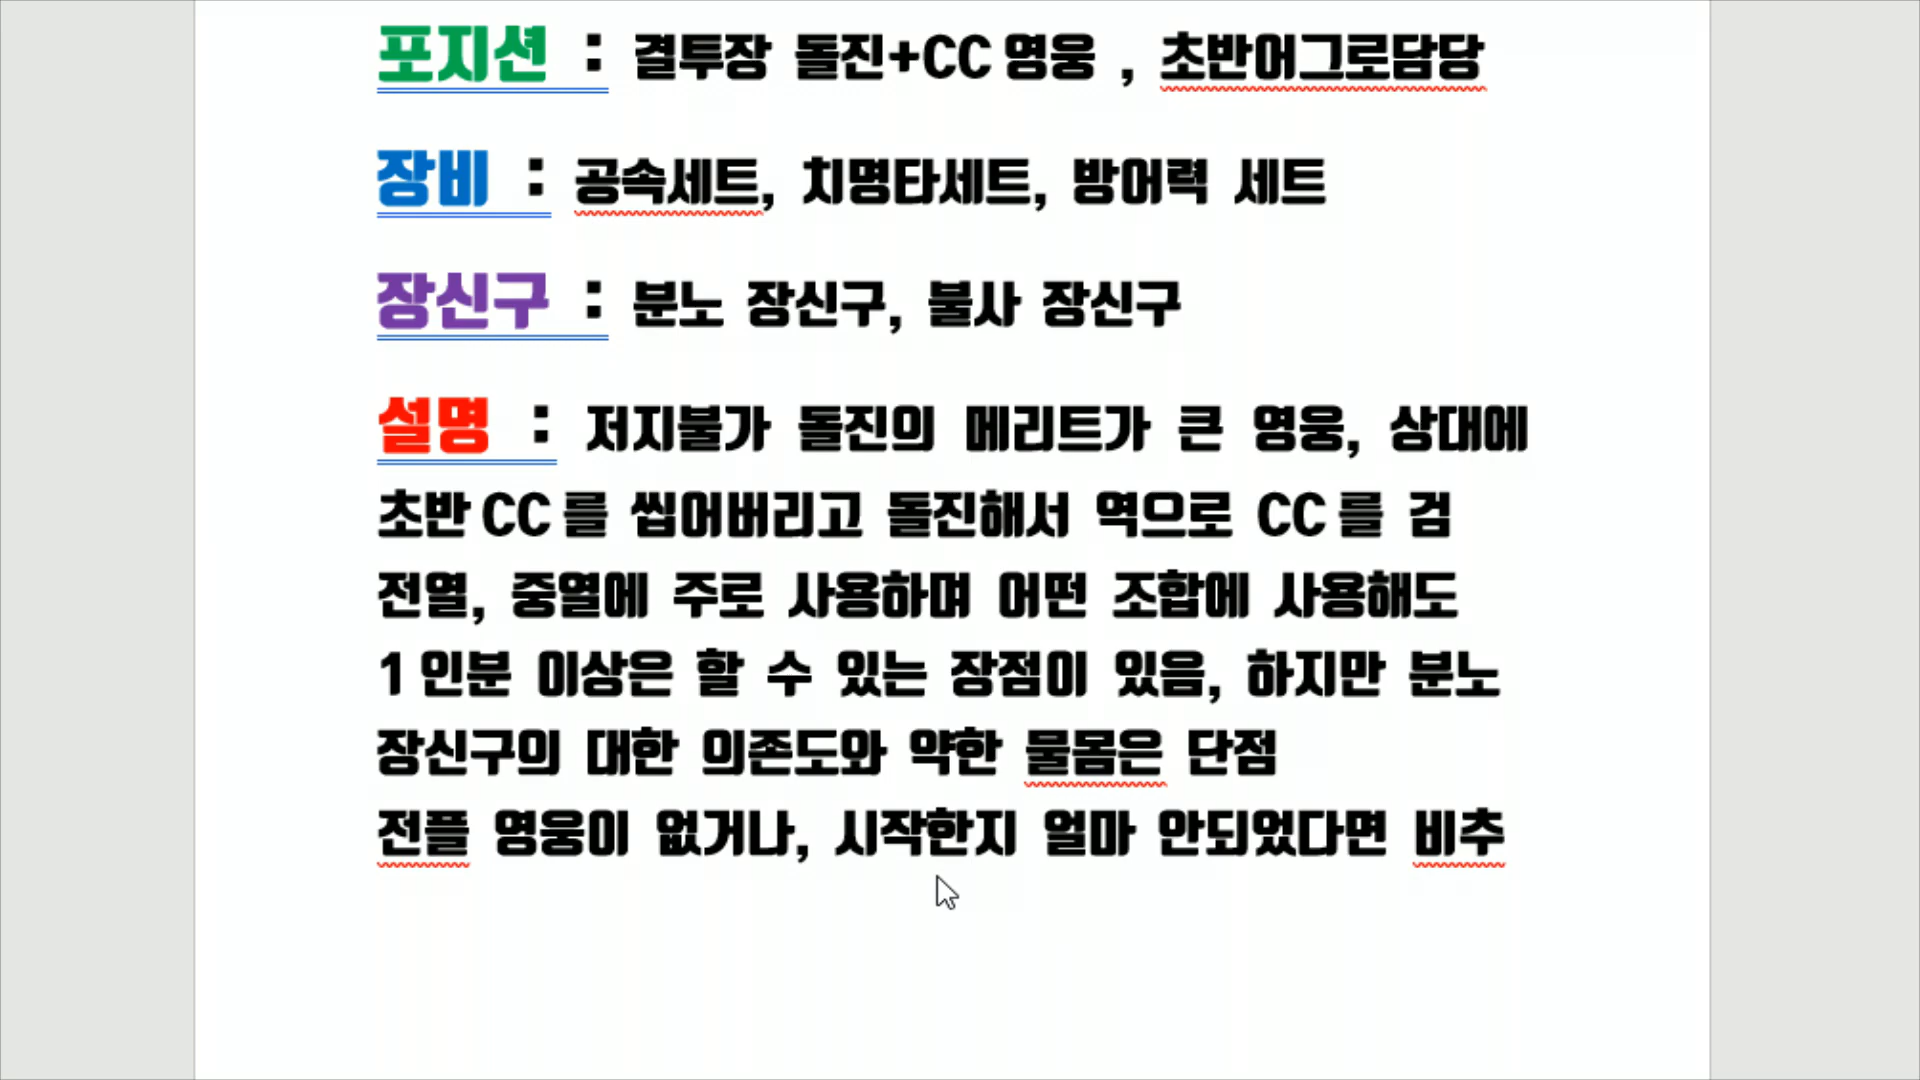 포지션 : 결투장 돌진+CC 영웅 , 초반어그로담당
장비 : 공속세트, 치명타세트, 방어력 세트
장신구 : 분노 장신구, 불사 장신구
설명 : 저지불가 돌진의 메리트가 큰 영웅, 상대에
초반 CC 를 씹어버리고 돌진해서 역으로 CC 를 검
전열, 중열에 주로 사용하며 어떤 조합에 사용해도
1 인분 이상은 할 수 있는 장점이 있음, 하지만 분노
장신구의 대한 의존도와 약한 물몸은 단점
전플 영웅이 없거나, 시작한지 얼마 안되었다면 비추